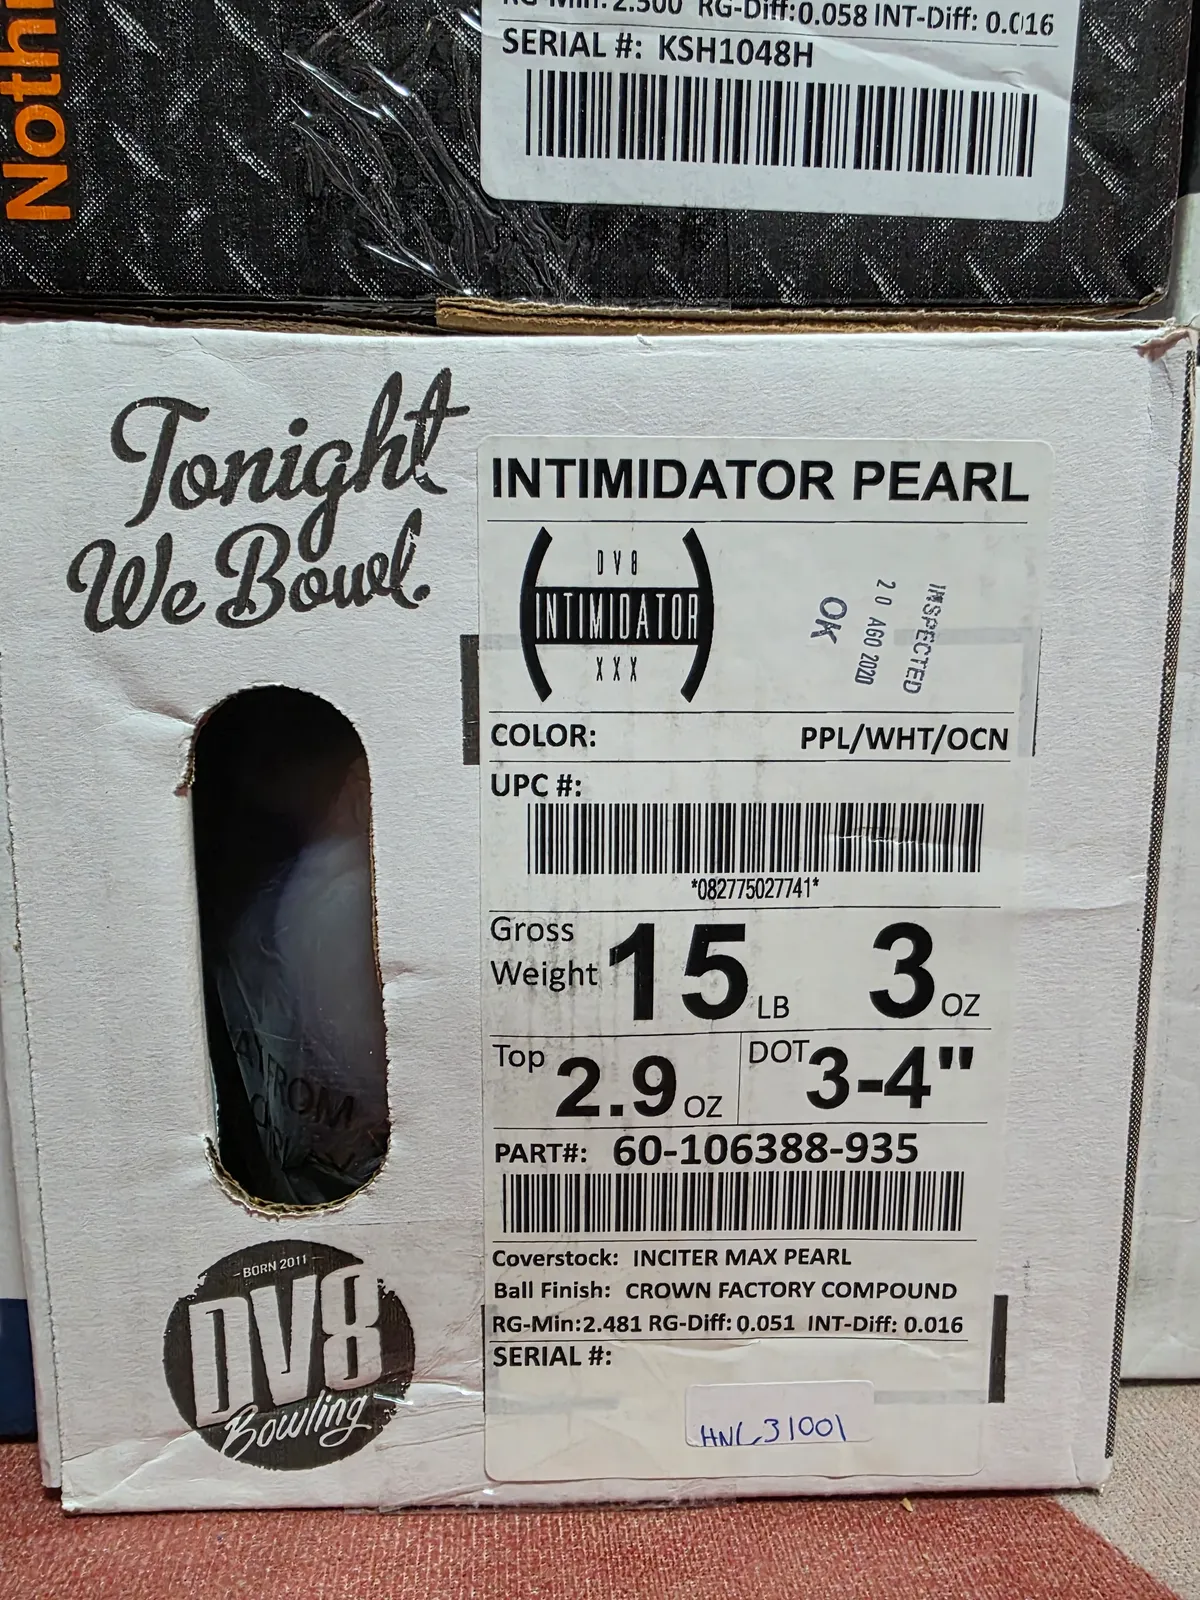 Nothi
RG-Min: 2.500 RG-Diff:0.058 INT-Diff: 0.016
SERIAL #: KSH1048H
Tonight
We Bowl.
INTIMIDATOR PEARL
DV8
INTIMIDATOR
XXX
INSPECTED
20 AGO 2020
OK
COLOR: PPL/WHT/OCN
UPC #:
*082775027741*
Gross
Weight 15 LB 3 OZ
Top 2.9 OZ DOT 3-4"
PART#: 60-106388-935
Coverstock: INCITER MAX PEARL
Ball Finish: CROWN FACTORY COMPOUND
RG-Min:2.481 RG-Diff: 0.051 INT-Diff: 0.016
SERIAL #:
HNL31001
BORN 2011
DV8
Bowling
FROM